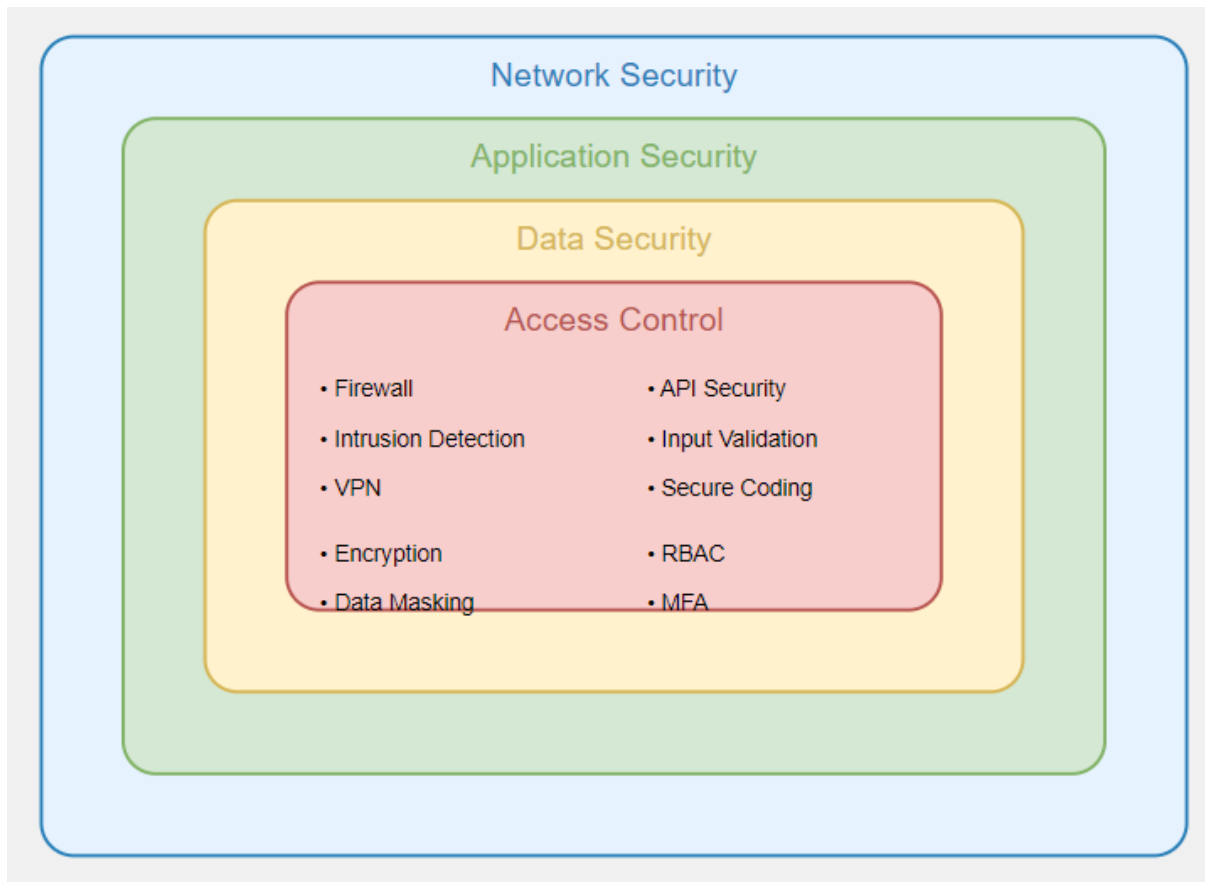 Network Security
Application Security
Data Security
Access Control
• Firewall
• API Security
• Intrusion Detection
• Input Validation
• VPN
• Secure Coding
• Encryption
• RBAC
• Data Masking
• MFA